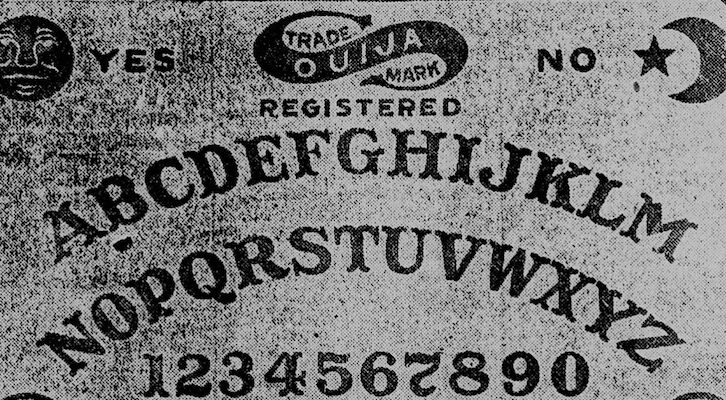 YES TRADE OUIJA MARK NO
REGISTERED
ABCDEFGHIJKLM
NOPQRSTUVWXYZ
1234567890